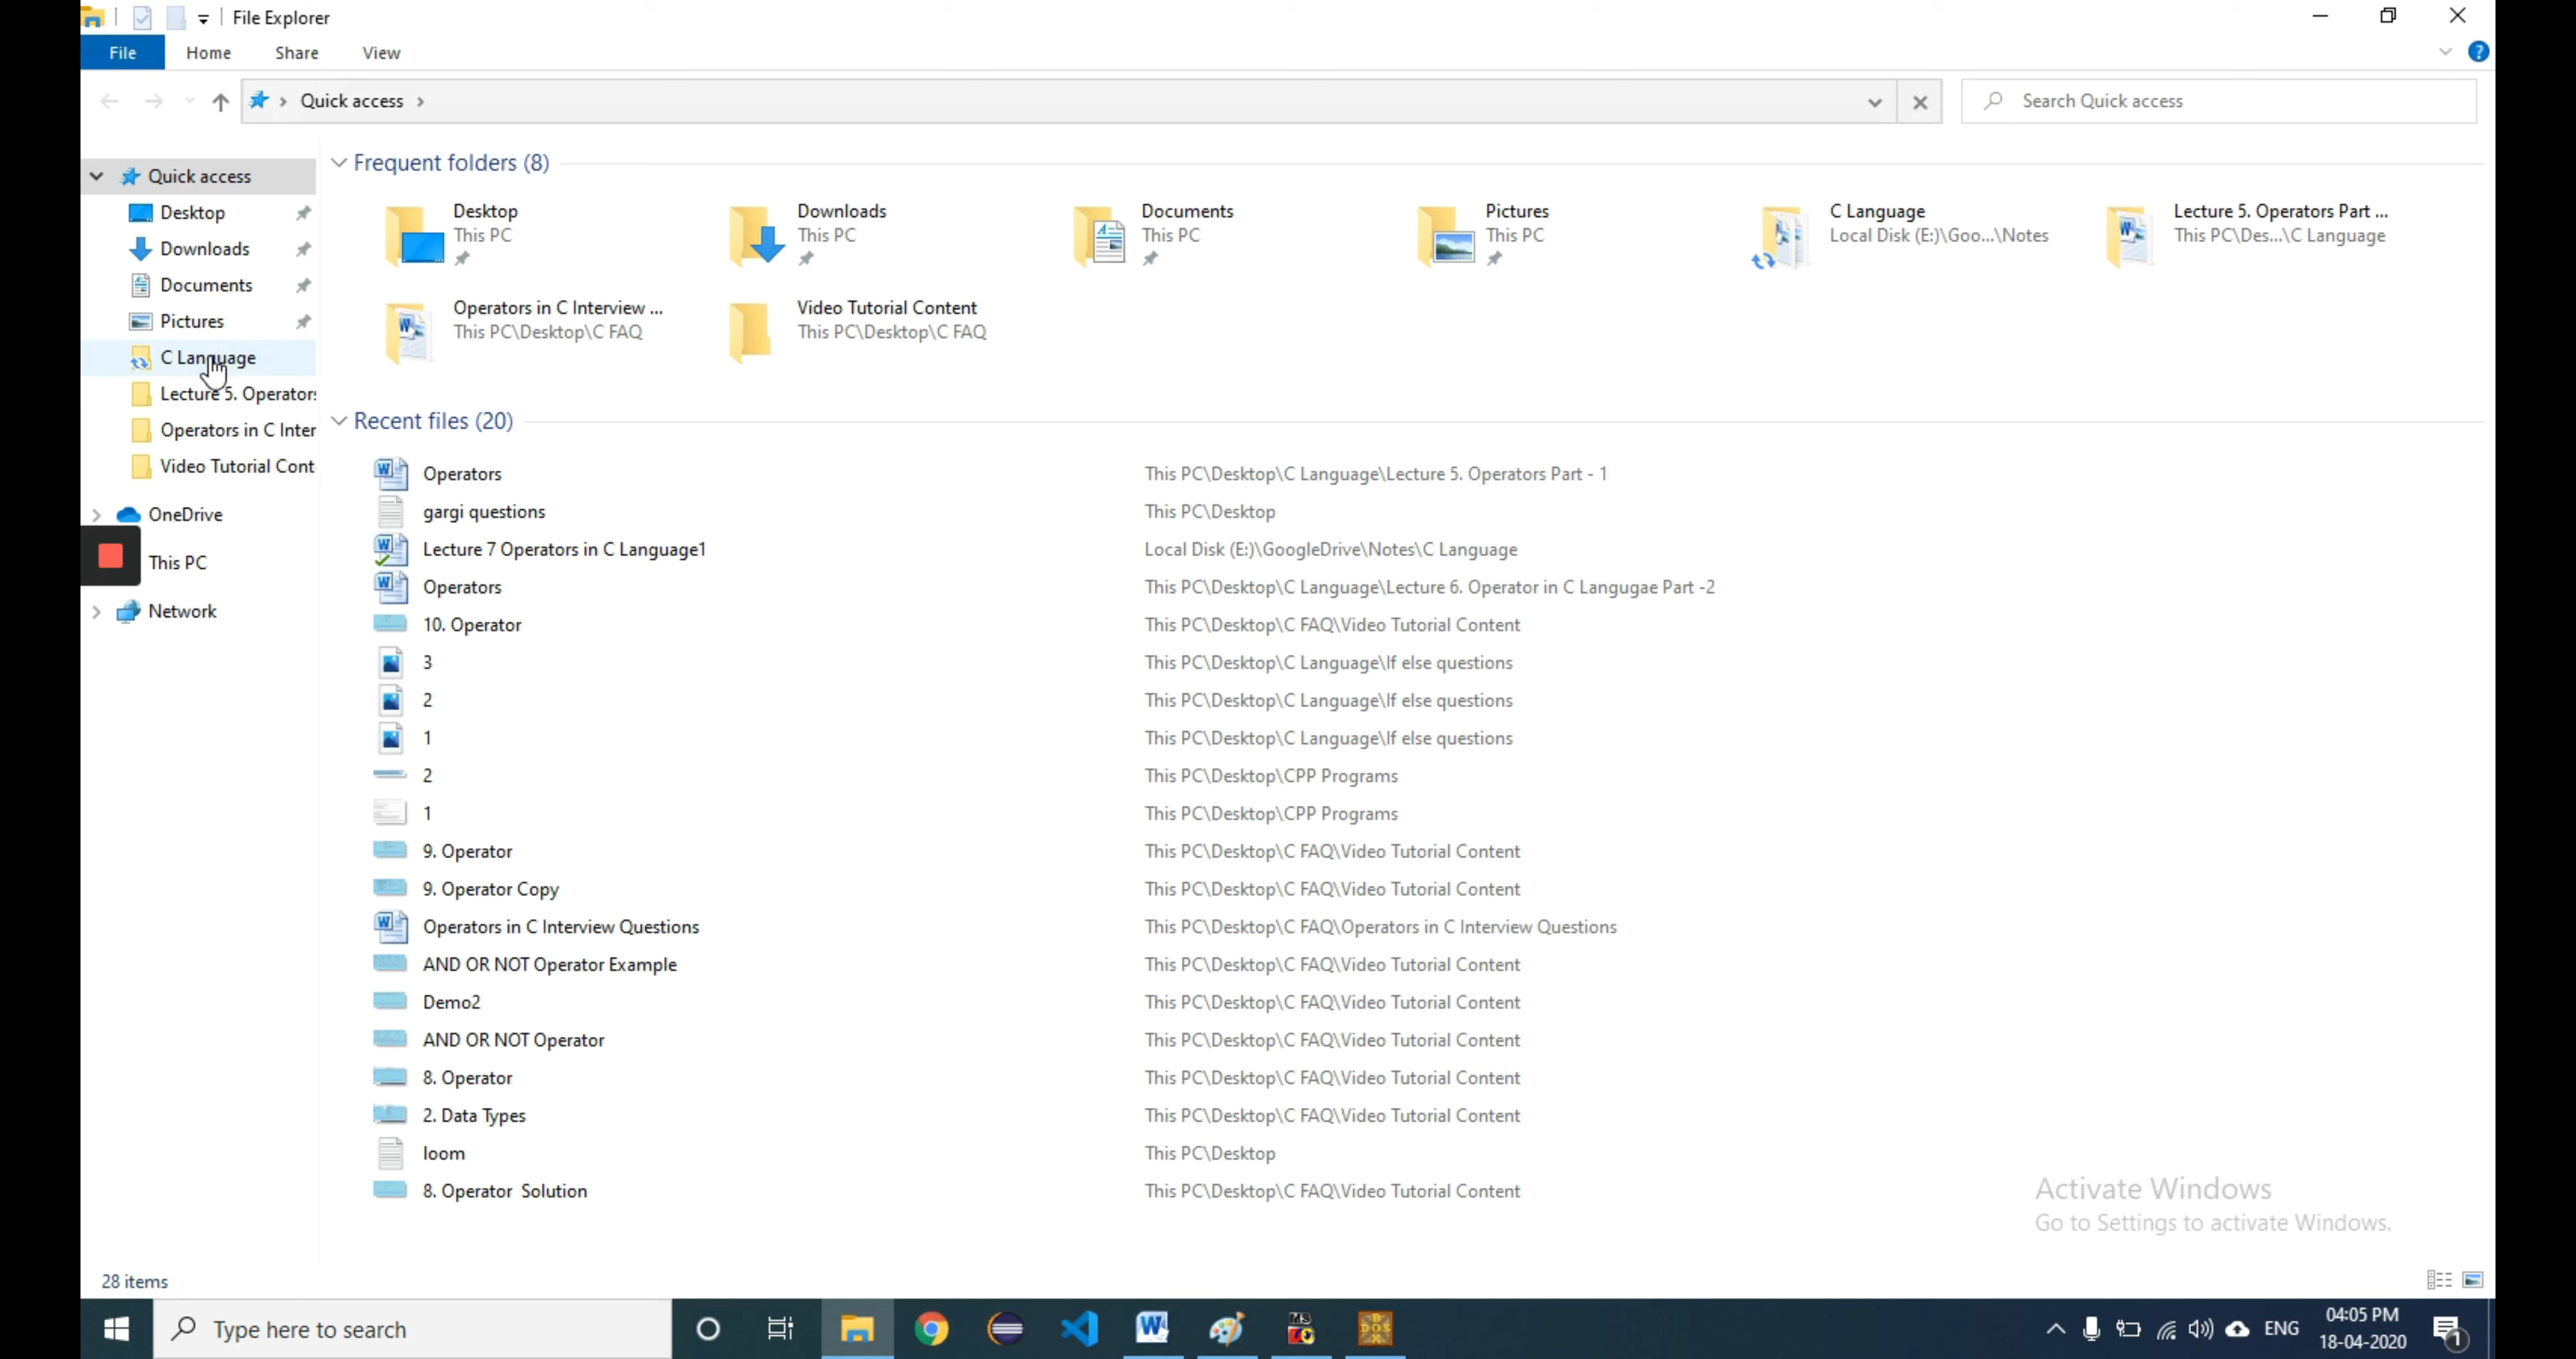 File Explorer
File Home Share View
Quick access
Search Quick access
Quick access
Desktop
Downloads
Documents
Pictures
C Language
Lecture 5. Operators
Operators in C Inter
Video Tutorial Cont
OneDrive
This PC
Network
Frequent folders (8)
Desktop
This PC
Downloads
This PC
Documents
This PC
Pictures
This PC
C Language
Local Disk (E:)\Goo...\Notes
Lecture 5. Operators Part ...
This PC\Des...\C Language
Operators in C Interview ...
This PC\Desktop\C FAQ
Video Tutorial Content
This PC\Desktop\C FAQ
Recent files (20)
Operators This PC\Desktop\C Language\Lecture 5. Operators Part - 1
gargi questions This PC\Desktop
Lecture 7 Operators in C Language1 Local Disk (E:)\GoogleDrive\Notes\C Language
Operators This PC\Desktop\C Language\Lecture 6. Operator in C Langugae Part -2
10. Operator This PC\Desktop\C FAQ\Video Tutorial Content
3 This PC\Desktop\C Language\If else questions
2 This PC\Desktop\C Language\If else questions
1 This PC\Desktop\C Language\If else questions
2 This PC\Desktop\CPP Programs
1 This PC\Desktop\CPP Programs
9. Operator This PC\Desktop\C FAQ\Video Tutorial Content
9. Operator Copy This PC\Desktop\C FAQ\Video Tutorial Content
Operators in C Interview Questions This PC\Desktop\C FAQ\Operators in C Interview Questions
AND OR NOT Operator Example This PC\Desktop\C FAQ\Video Tutorial Content
Demo2 This PC\Desktop\C FAQ\Video Tutorial Content
AND OR NOT Operator This PC\Desktop\C FAQ\Video Tutorial Content
8. Operator This PC\Desktop\C FAQ\Video Tutorial Content
2. Data Types This PC\Desktop\C FAQ\Video Tutorial Content
loom This PC\Desktop
8. Operator  Solution This PC\Desktop\C FAQ\Video Tutorial Content
Activate Windows
Go to Settings to activate Windows.
28 items
Type here to search
ENG
04:05 PM
18-04-2020
1